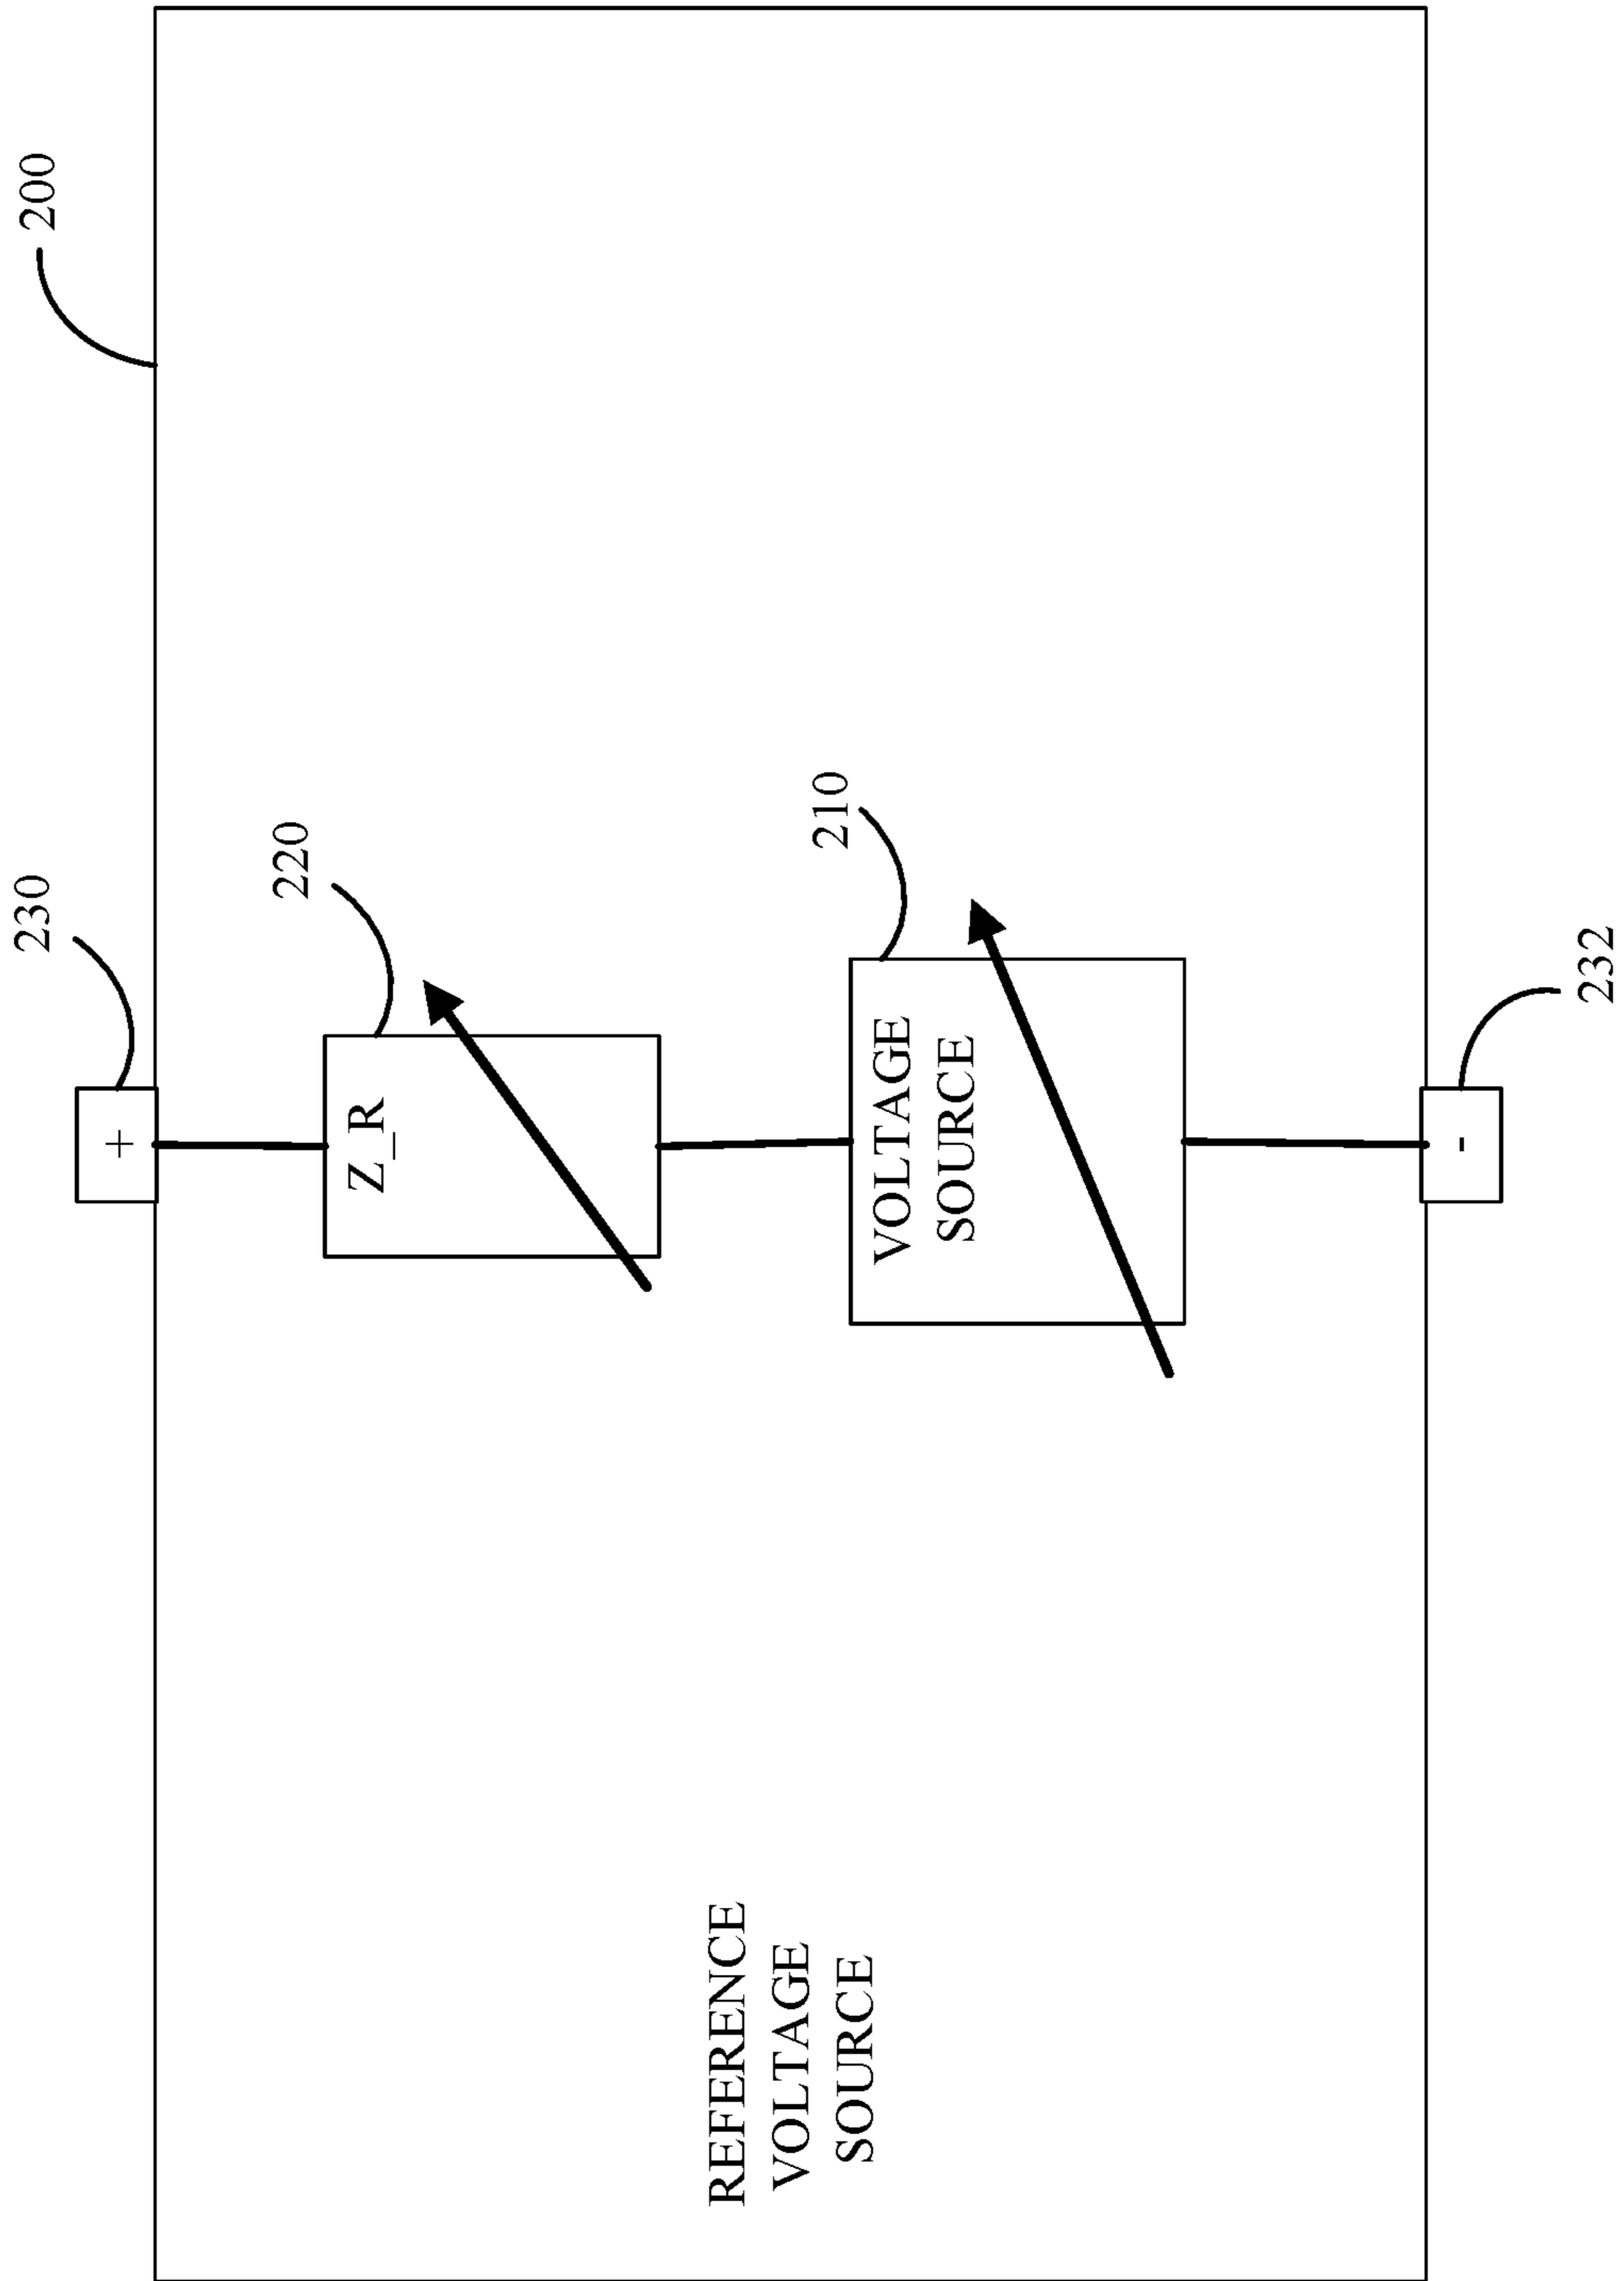 200
230
+
220
Z_R
210
VOLTAGE
SOURCE
-
232
REFERENCE
VOLTAGE
SOURCE